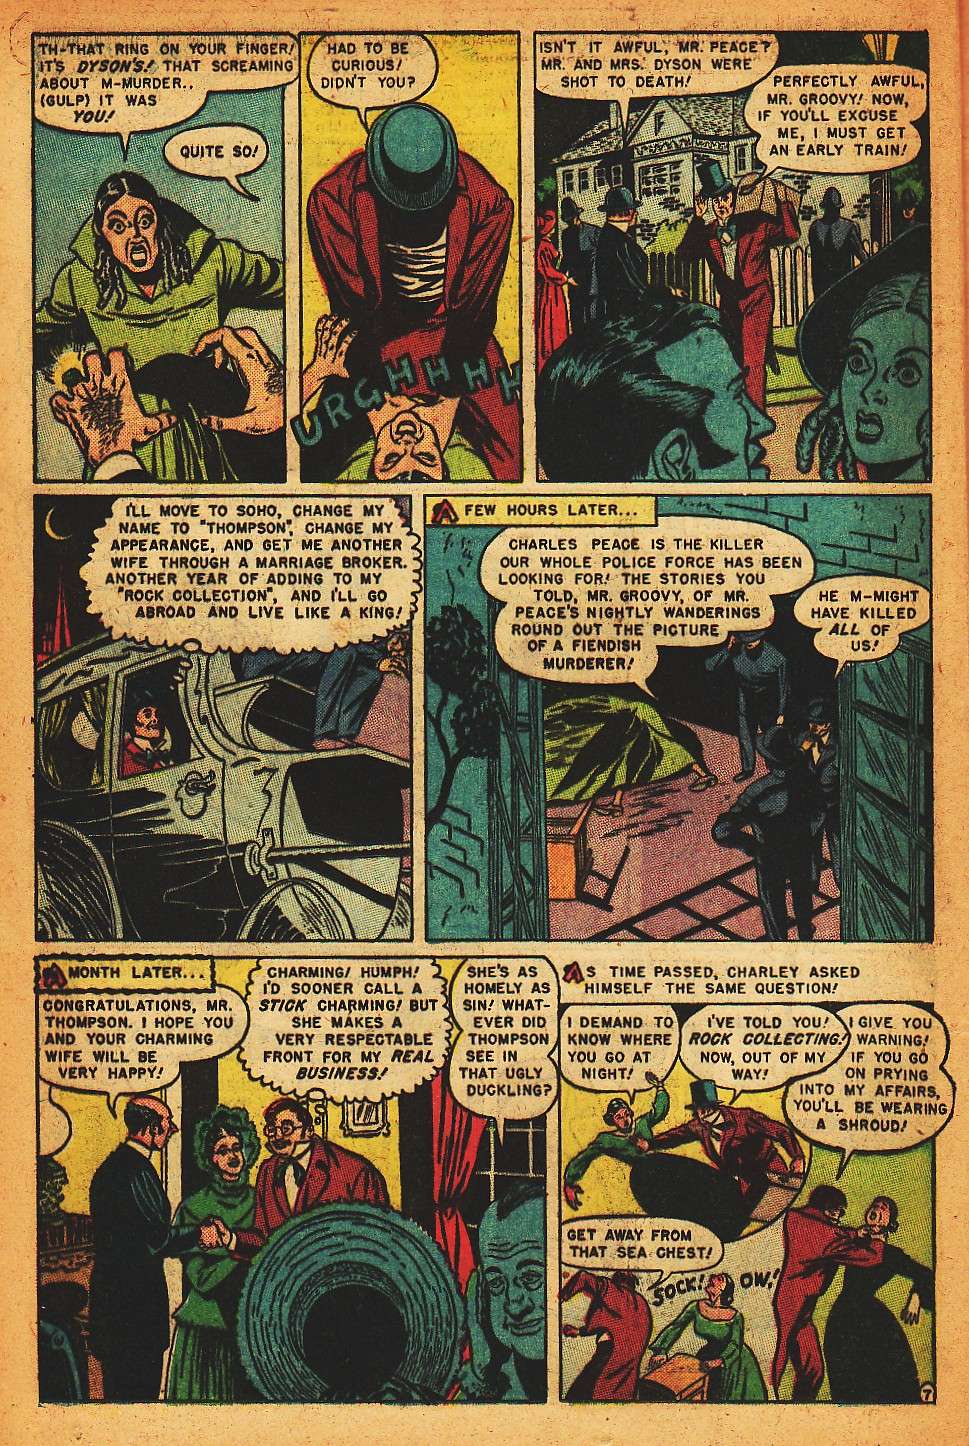 TH-THAT RING ON YOUR FINGER!
IT'S DYSON'S! THAT SCREAMING
ABOUT M-MURDER..
(GULP) IT WAS
YOU!
QUITE SO!
HAD TO BE
CURIOUS!
DIDN'T YOU?
URGHHHHH
ISN'T IT AWFUL, MR. PEACE?
MR. AND MRS. DYSON WERE
SHOT TO DEATH!
PERFECTLY AWFUL,
MR. GROOVY! NOW,
IF YOU'LL EXCUSE
ME, I MUST GET
AN EARLY TRAIN!
I'LL MOVE TO SOHO, CHANGE MY
NAME TO "THOMPSON", CHANGE MY
APPEARANCE, AND GET ME ANOTHER
WIFE THROUGH A MARRIAGE BROKER.
ANOTHER YEAR OF ADDING TO MY
"ROCK COLLECTION", AND I'LL GO
ABROAD AND LIVE LIKE A KING!
A FEW HOURS LATER...
CHARLES PEACE IS THE KILLER
OUR WHOLE POLICE FORCE HAS BEEN
LOOKING FOR! THE STORIES YOU
TOLD, MR. GROOVY, OF MR.
PEACE'S NIGHTLY WANDERINGS
ROUND OUT THE PICTURE
OF A FIENDISH
MURDERER!
HE M-MIGHT
HAVE KILLED
ALL OF
US!
A MONTH LATER...
CONGRATULATIONS, MR.
THOMPSON. I HOPE YOU
AND YOUR CHARMING
WIFE WILL BE
VERY HAPPY!
CHARMING! HUMPH!
I'D SOONER CALL A
STICK CHARMING! BUT
SHE MAKES A
VERY RESPECTABLE
FRONT FOR MY REAL
BUSINESS!
SHE'S AS
HOMELY AS
SIN! WHAT-
EVER DID
THOMPSON
SEE IN
THAT UGLY
DUCKLING?
AS TIME PASSED, CHARLEY ASKED
HIMSELF THE SAME QUESTION!
I DEMAND TO
KNOW WHERE
YOU GO AT
NIGHT!
I'VE TOLD YOU!
ROCK COLLECTING!
NOW, OUT OF MY
WAY!
I GIVE YOU
WARNING!
IF YOU GO
ON PRYING
INTO MY AFFAIRS,
YOU'LL BE WEARING
A SHROUD!
GET AWAY FROM
THAT SEA CHEST!
SOCK!
OW!
7